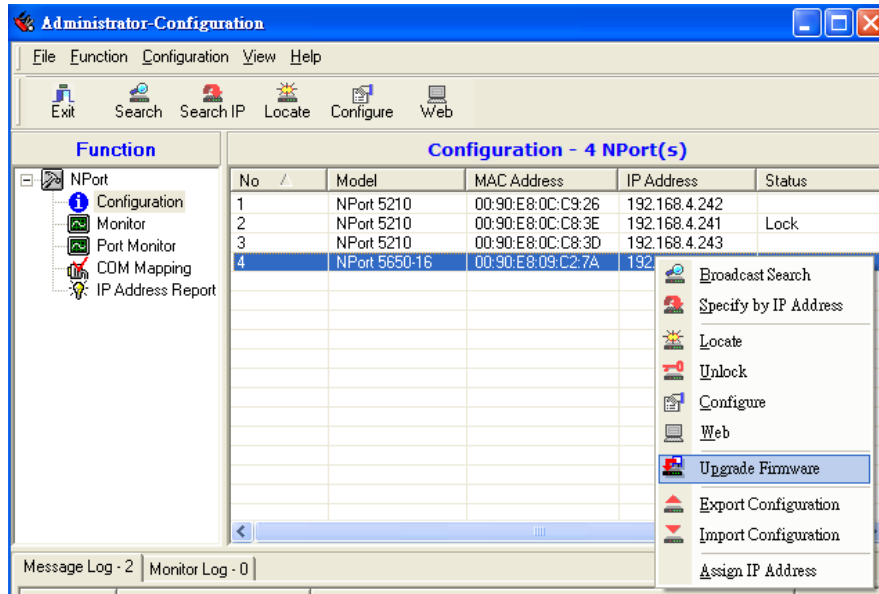 Administrator-Configuration
File Function Configuration View Help
Exit Search Search IP Locate Configure Web
Function
Configuration - 4 NPort(s)
NPort
Configuration
Monitor
Port Monitor
COM Mapping
IP Address Report
No Model MAC Address IP Address Status
1 NPort 5210 00:90:E8:0C:C9:26 192.168.4.242
2 NPort 5210 00:90:E8:0C:C8:3E 192.168.4.241 Lock
3 NPort 5210 00:90:E8:0C:C8:3D 192.168.4.243
4 NPort 5650-16 00:90:E8:09:C2:7A 192.
Broadcast Search
Specify by IP Address
Locate
Unlock
Configure
Web
Upgrade Firmware
Export Configuration
Import Configuration
Assign IP Address
Message Log - 2 Monitor Log - 0